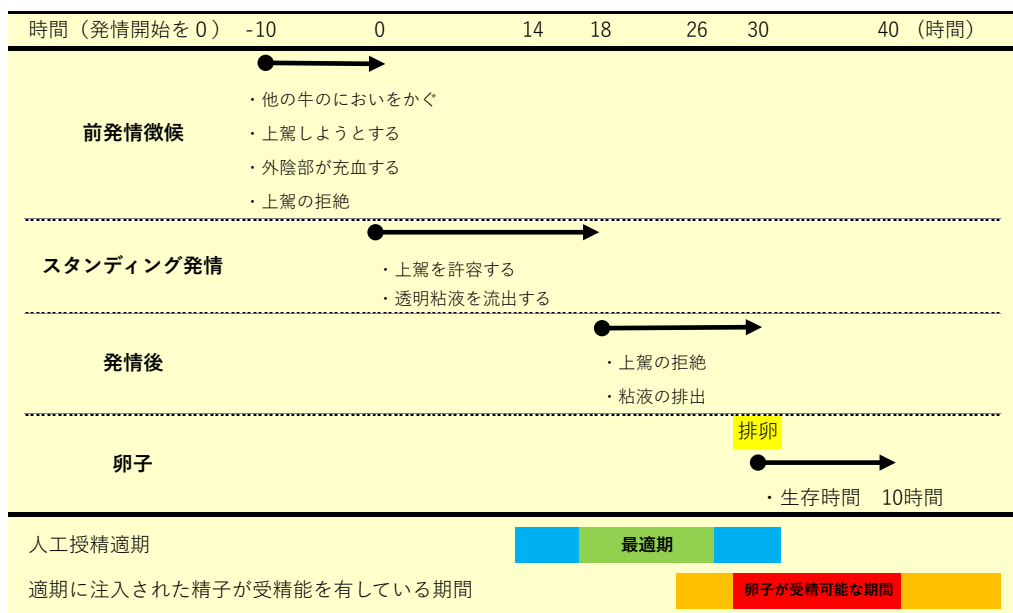 時間（発情開始を０） -10 0 14 18 26 30 40 （時間）
・他の牛のにおいをかぐ
前発情徴候
・上駕しようとする
・外陰部が充血する
・上駕の拒絶
スタンディング発情
・上駕を許容する
・透明粘液を流出する
発情後
・上駕の拒絶
・粘液の排出
排卵
卵子
・生存時間　10時間
人工授精適期 最適期
適期に注入された精子が受精能を有している期間 卵子が受精可能な期間